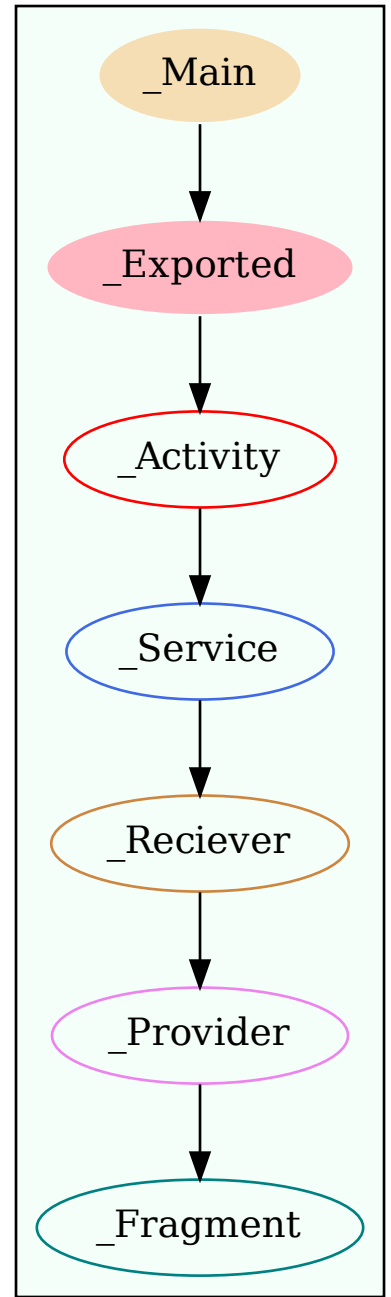 _Main
_Exported
_Activity
_Service
_Reciever
_Provider
_Fragment